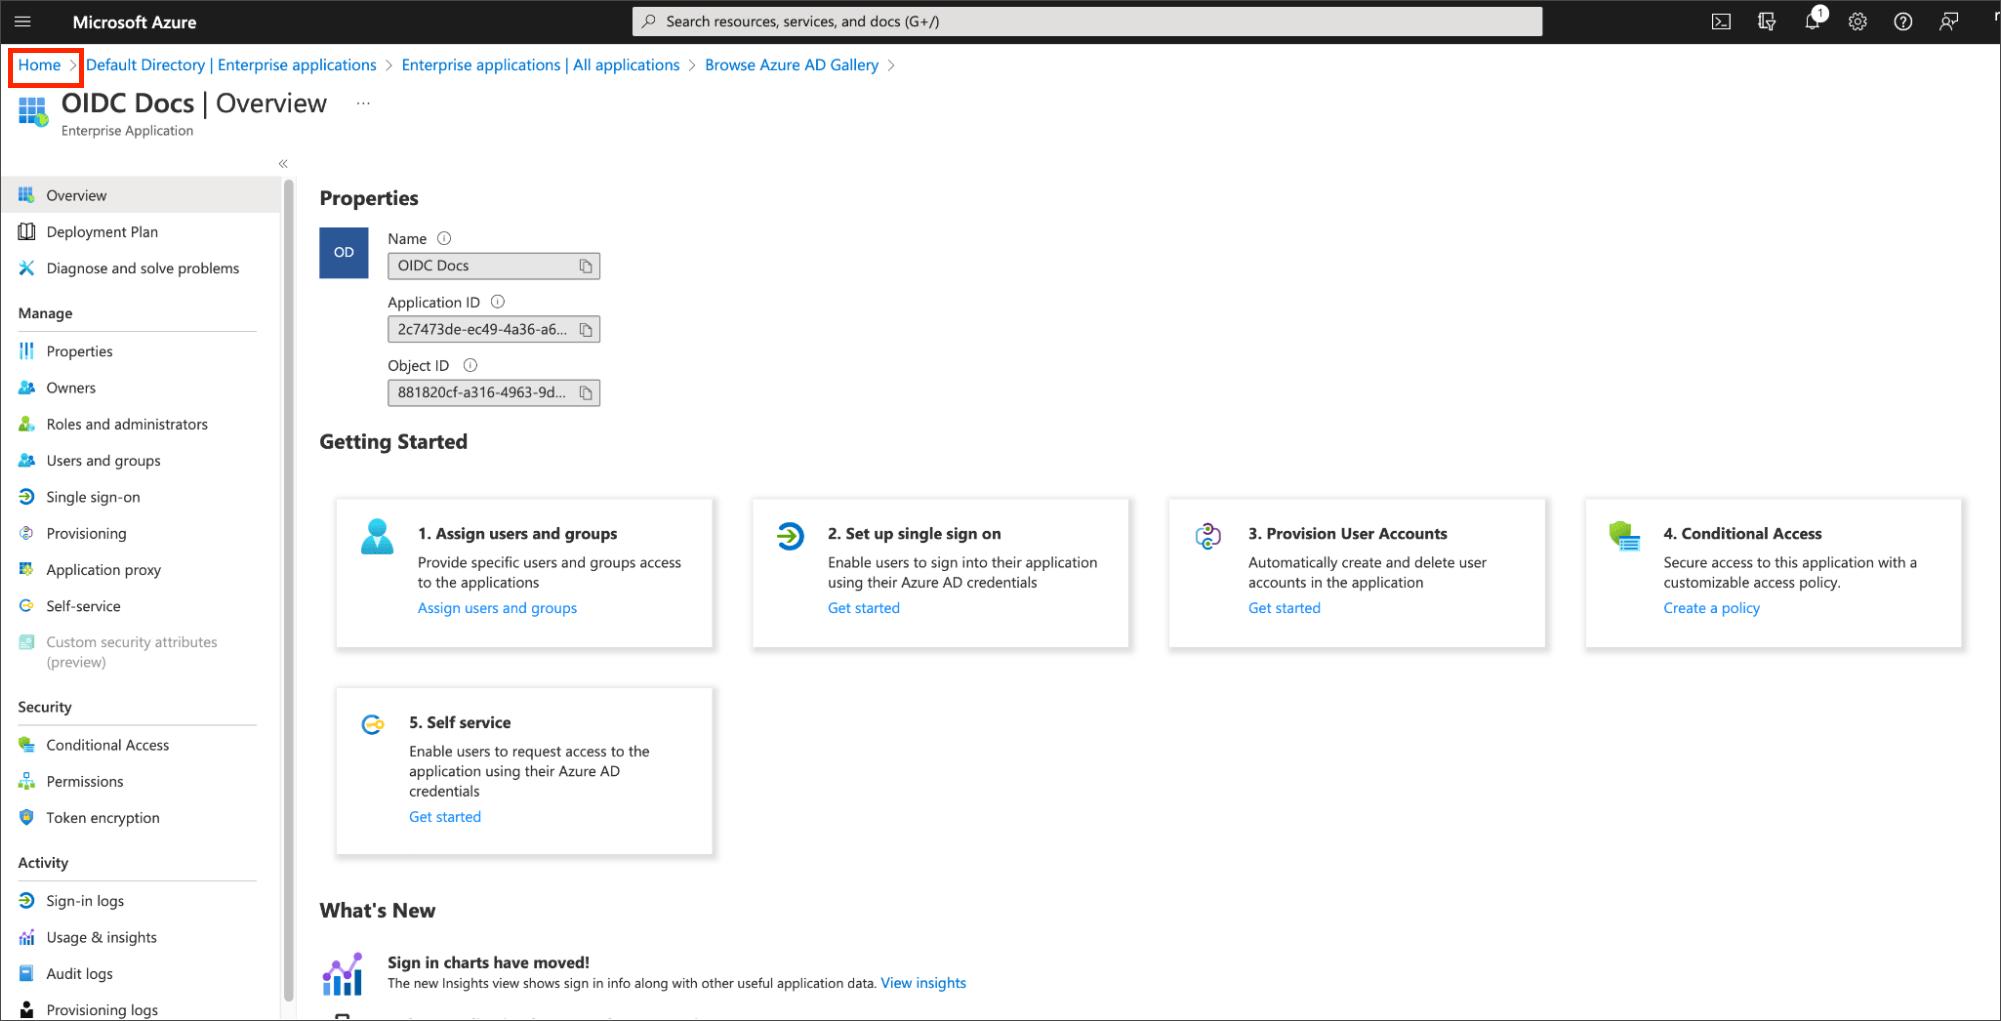 Microsoft Azure
Search resources, services, and docs (G+/)
1
Home > Default Directory | Enterprise applications > Enterprise applications | All applications > Browse Azure AD Gallery >
OIDC Docs | Overview ...
Enterprise Application
«
Overview
Deployment Plan
Diagnose and solve problems
Manage
Properties
Owners
Roles and administrators
Users and groups
Single sign-on
Provisioning
Application proxy
Self-service
Custom security attributes
(preview)
Security
Conditional Access
Permissions
Token encryption
Activity
Sign-in logs
Usage & insights
Audit logs
Provisioning logs
Properties
OD
Name
OIDC Docs
Application ID
2c7473de-ec49-4a36-a6...
Object ID
881820cf-a316-4963-9d...
Getting Started
1. Assign users and groups
Provide specific users and groups access
to the applications
Assign users and groups
2. Set up single sign on
Enable users to sign into their application
using their Azure AD credentials
Get started
3. Provision User Accounts
Automatically create and delete user
accounts in the application
Get started
4. Conditional Access
Secure access to this application with a
customizable access policy.
Create a policy
5. Self service
Enable users to request access to the
application using their Azure AD
credentials
Get started
What's New
Sign in charts have moved!
The new Insights view shows sign in info along with other useful application data. View insights